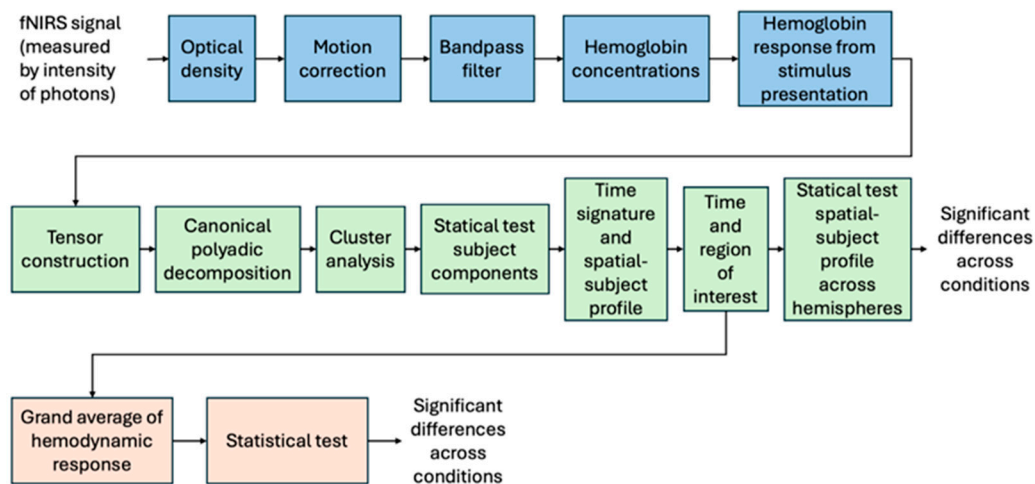 fNIRS signal
(measured
by intensity
of photons)
Optical
density
Motion
correction
Bandpass
filter
Hemoglobin
concentrations
Hemoglobin
response from
stimulus
presentation
Tensor
construction
Canonical
polyadic
decomposition
Cluster
analysis
Statical test
subject
components
Time
signature
and
spatial-
subject
profile
Time
and
region
of
interest
Statical test
spatial-
subject
profile
across
hemispheres
Significant
differences
across
conditions
Grand average of
hemodynamic
response
Statistical test
Significant
differences
across
conditions